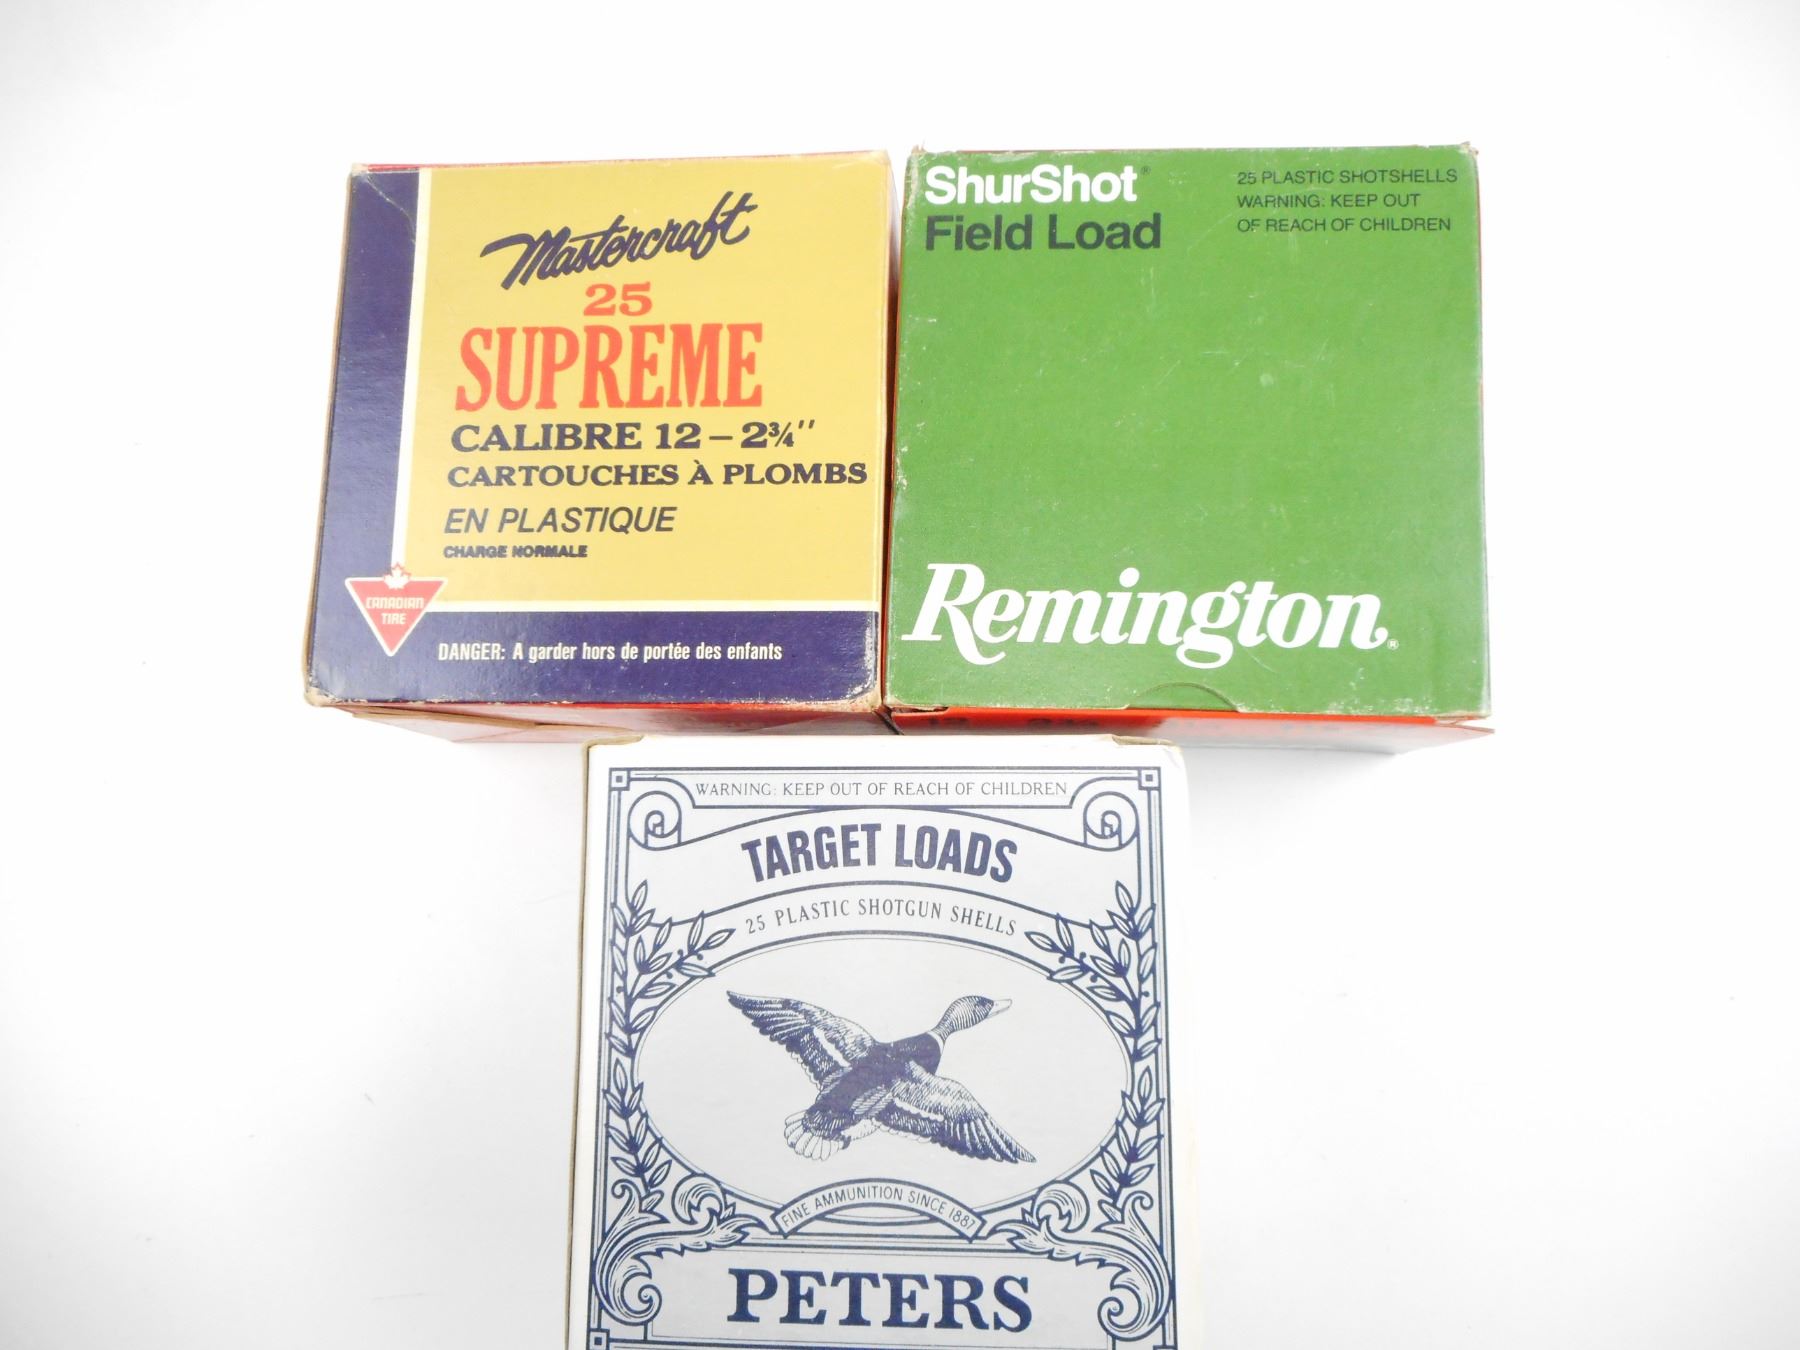 Mastercraft
25
SUPREME
CALIBRE 12 – 2¾"
CARTOUCHES À PLOMBS
EN PLASTIQUE
CHARGE NORMALE
CANADIAN
TIRE
DANGER: A garder hors de portée des enfants
ShurShot®
Field Load
25 PLASTIC SHOTSHELLS
WARNING: KEEP OUT
OF REACH OF CHILDREN
Remington®
WARNING: KEEP OUT OF REACH OF CHILDREN
TARGET LOADS
25 PLASTIC SHOTGUN SHELLS
FINE AMMUNITION SINCE 1887
PETERS